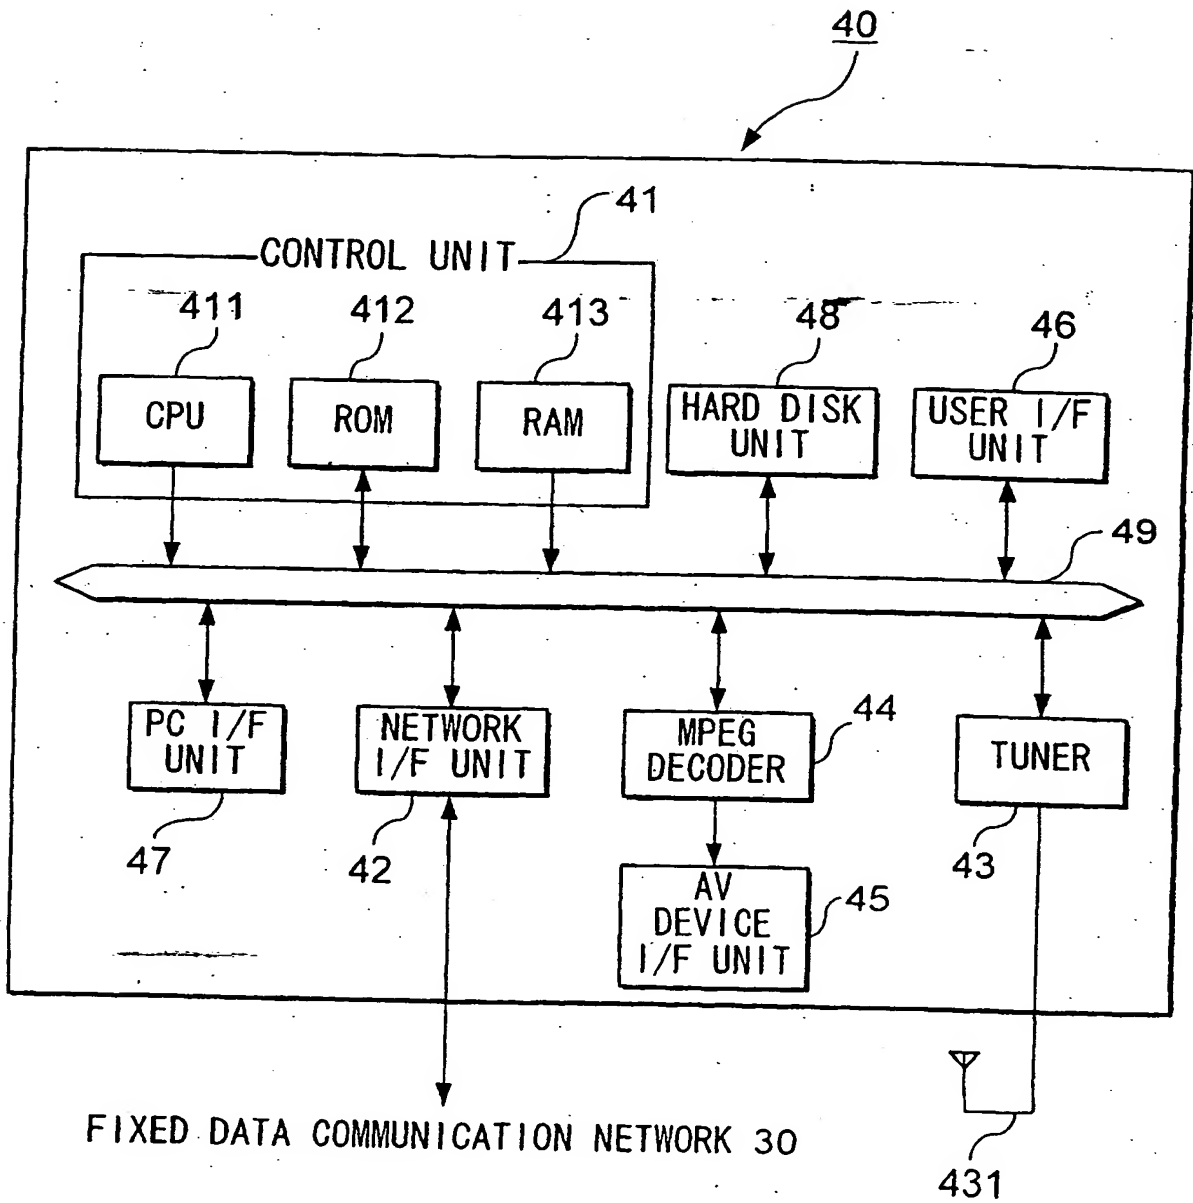 40
41
CONTROL UNIT
411
412
413
48
46
CPU
ROM
RAM
HARD DISK
UNIT
USER I/F
UNIT
49
PC I/F
UNIT
NETWORK
I/F UNIT
MPEG
DECODER
44
TUNER
47
42
43
AV
DEVICE
I/F UNIT
45
FIXED DATA COMMUNICATION NETWORK 30
431